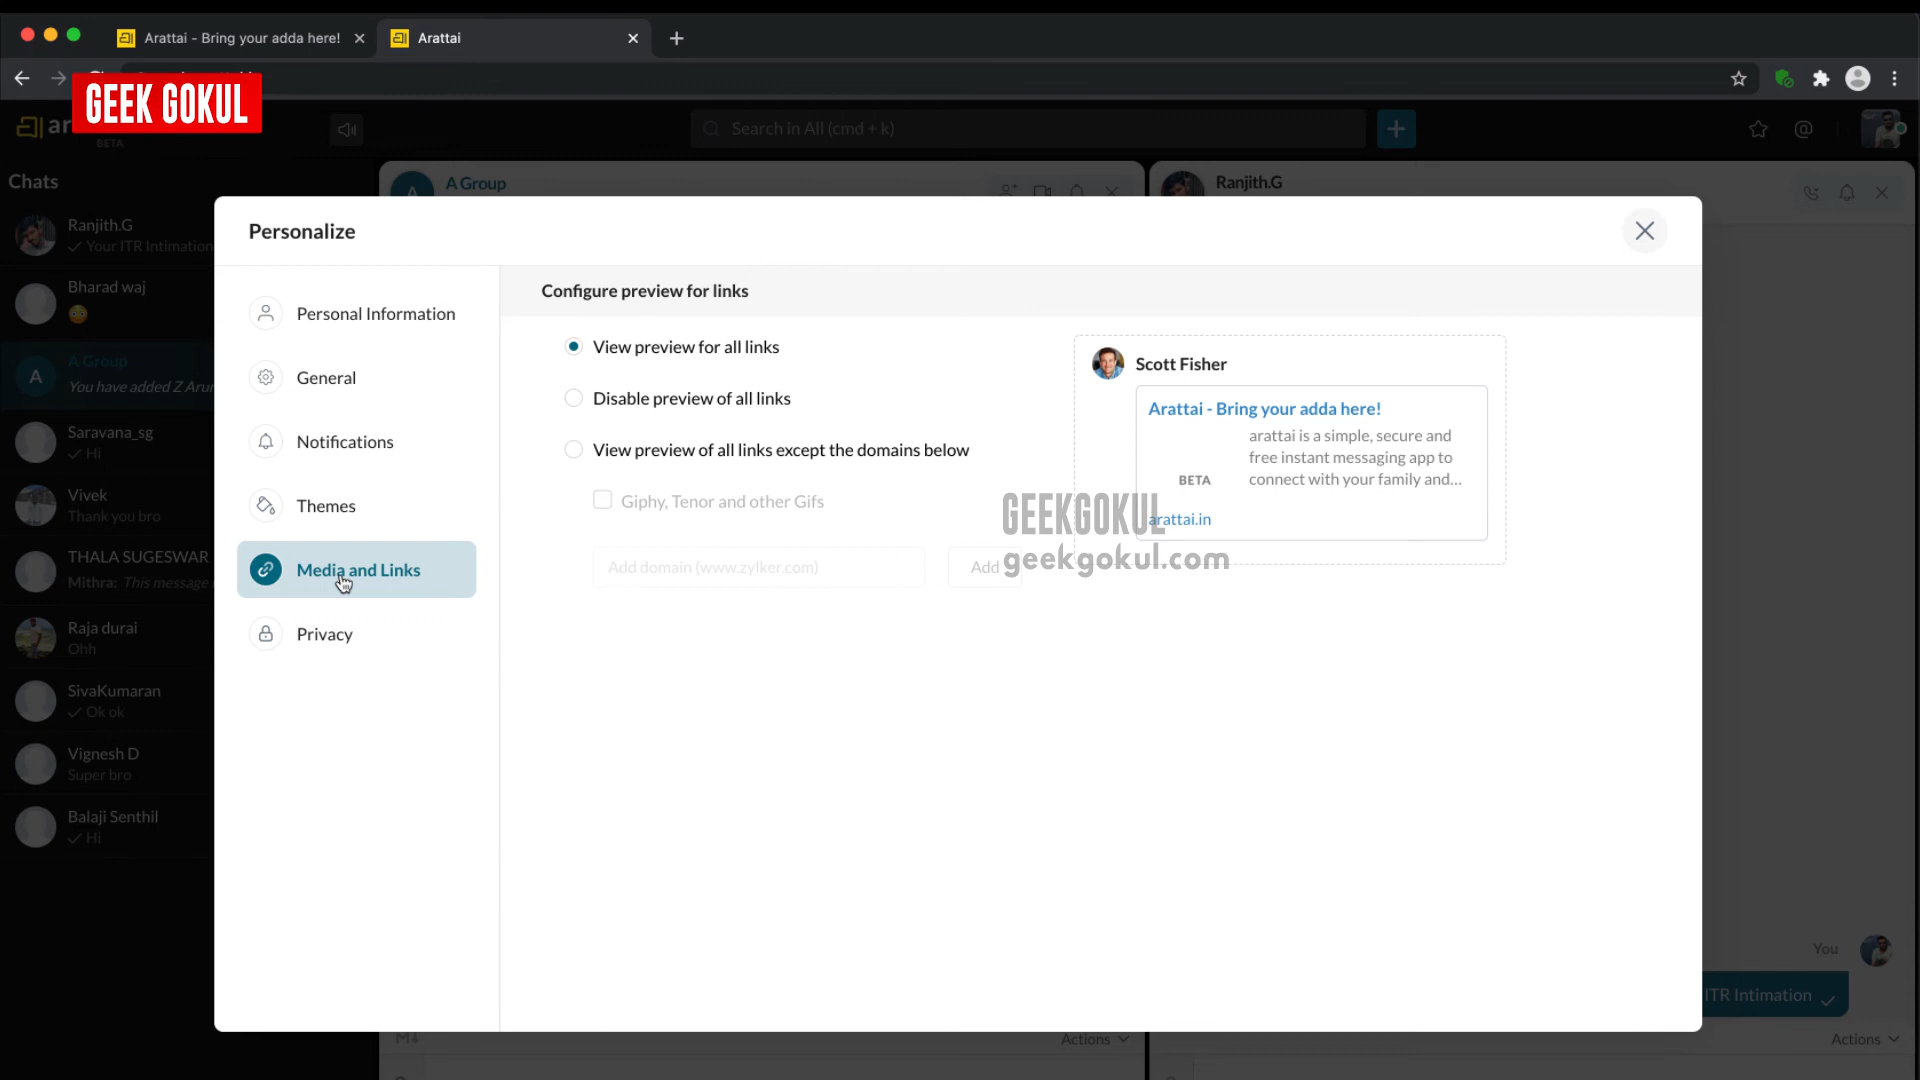 Arattai - Bring your adda here!
Arattai
GEEK GOKUL
ar
BETA
Search in All (cmd + k)
Chats
Ranjith.G
Your ITR Intimation
Bharad waj
A Group
You have added Z Arun
Saravana_sg
Hi
Vivek
Thank you bro
THALA SUGESWAR
Mithra: This message
Raja durai
Ohh
SivaKumaran
Ok ok
Vignesh D
Super bro
Balaji Senthil
Hi
A
A Group
Ranjith.G
Personalize
Personal Information
General
Notifications
Themes
Media and Links
Privacy
Configure preview for links
View preview for all links
Disable preview of all links
View preview of all links except the domains below
Giphy, Tenor and other Gifs
Add domain (www.zylker.com)
Add
Scott Fisher
Arattai - Bring your adda here!
arattai is a simple, secure and
free instant messaging app to
BETA
connect with your family and...
arattai.in
GEEKGOKUL
geekgokul.com
You
ITR Intimation
Actions
Actions